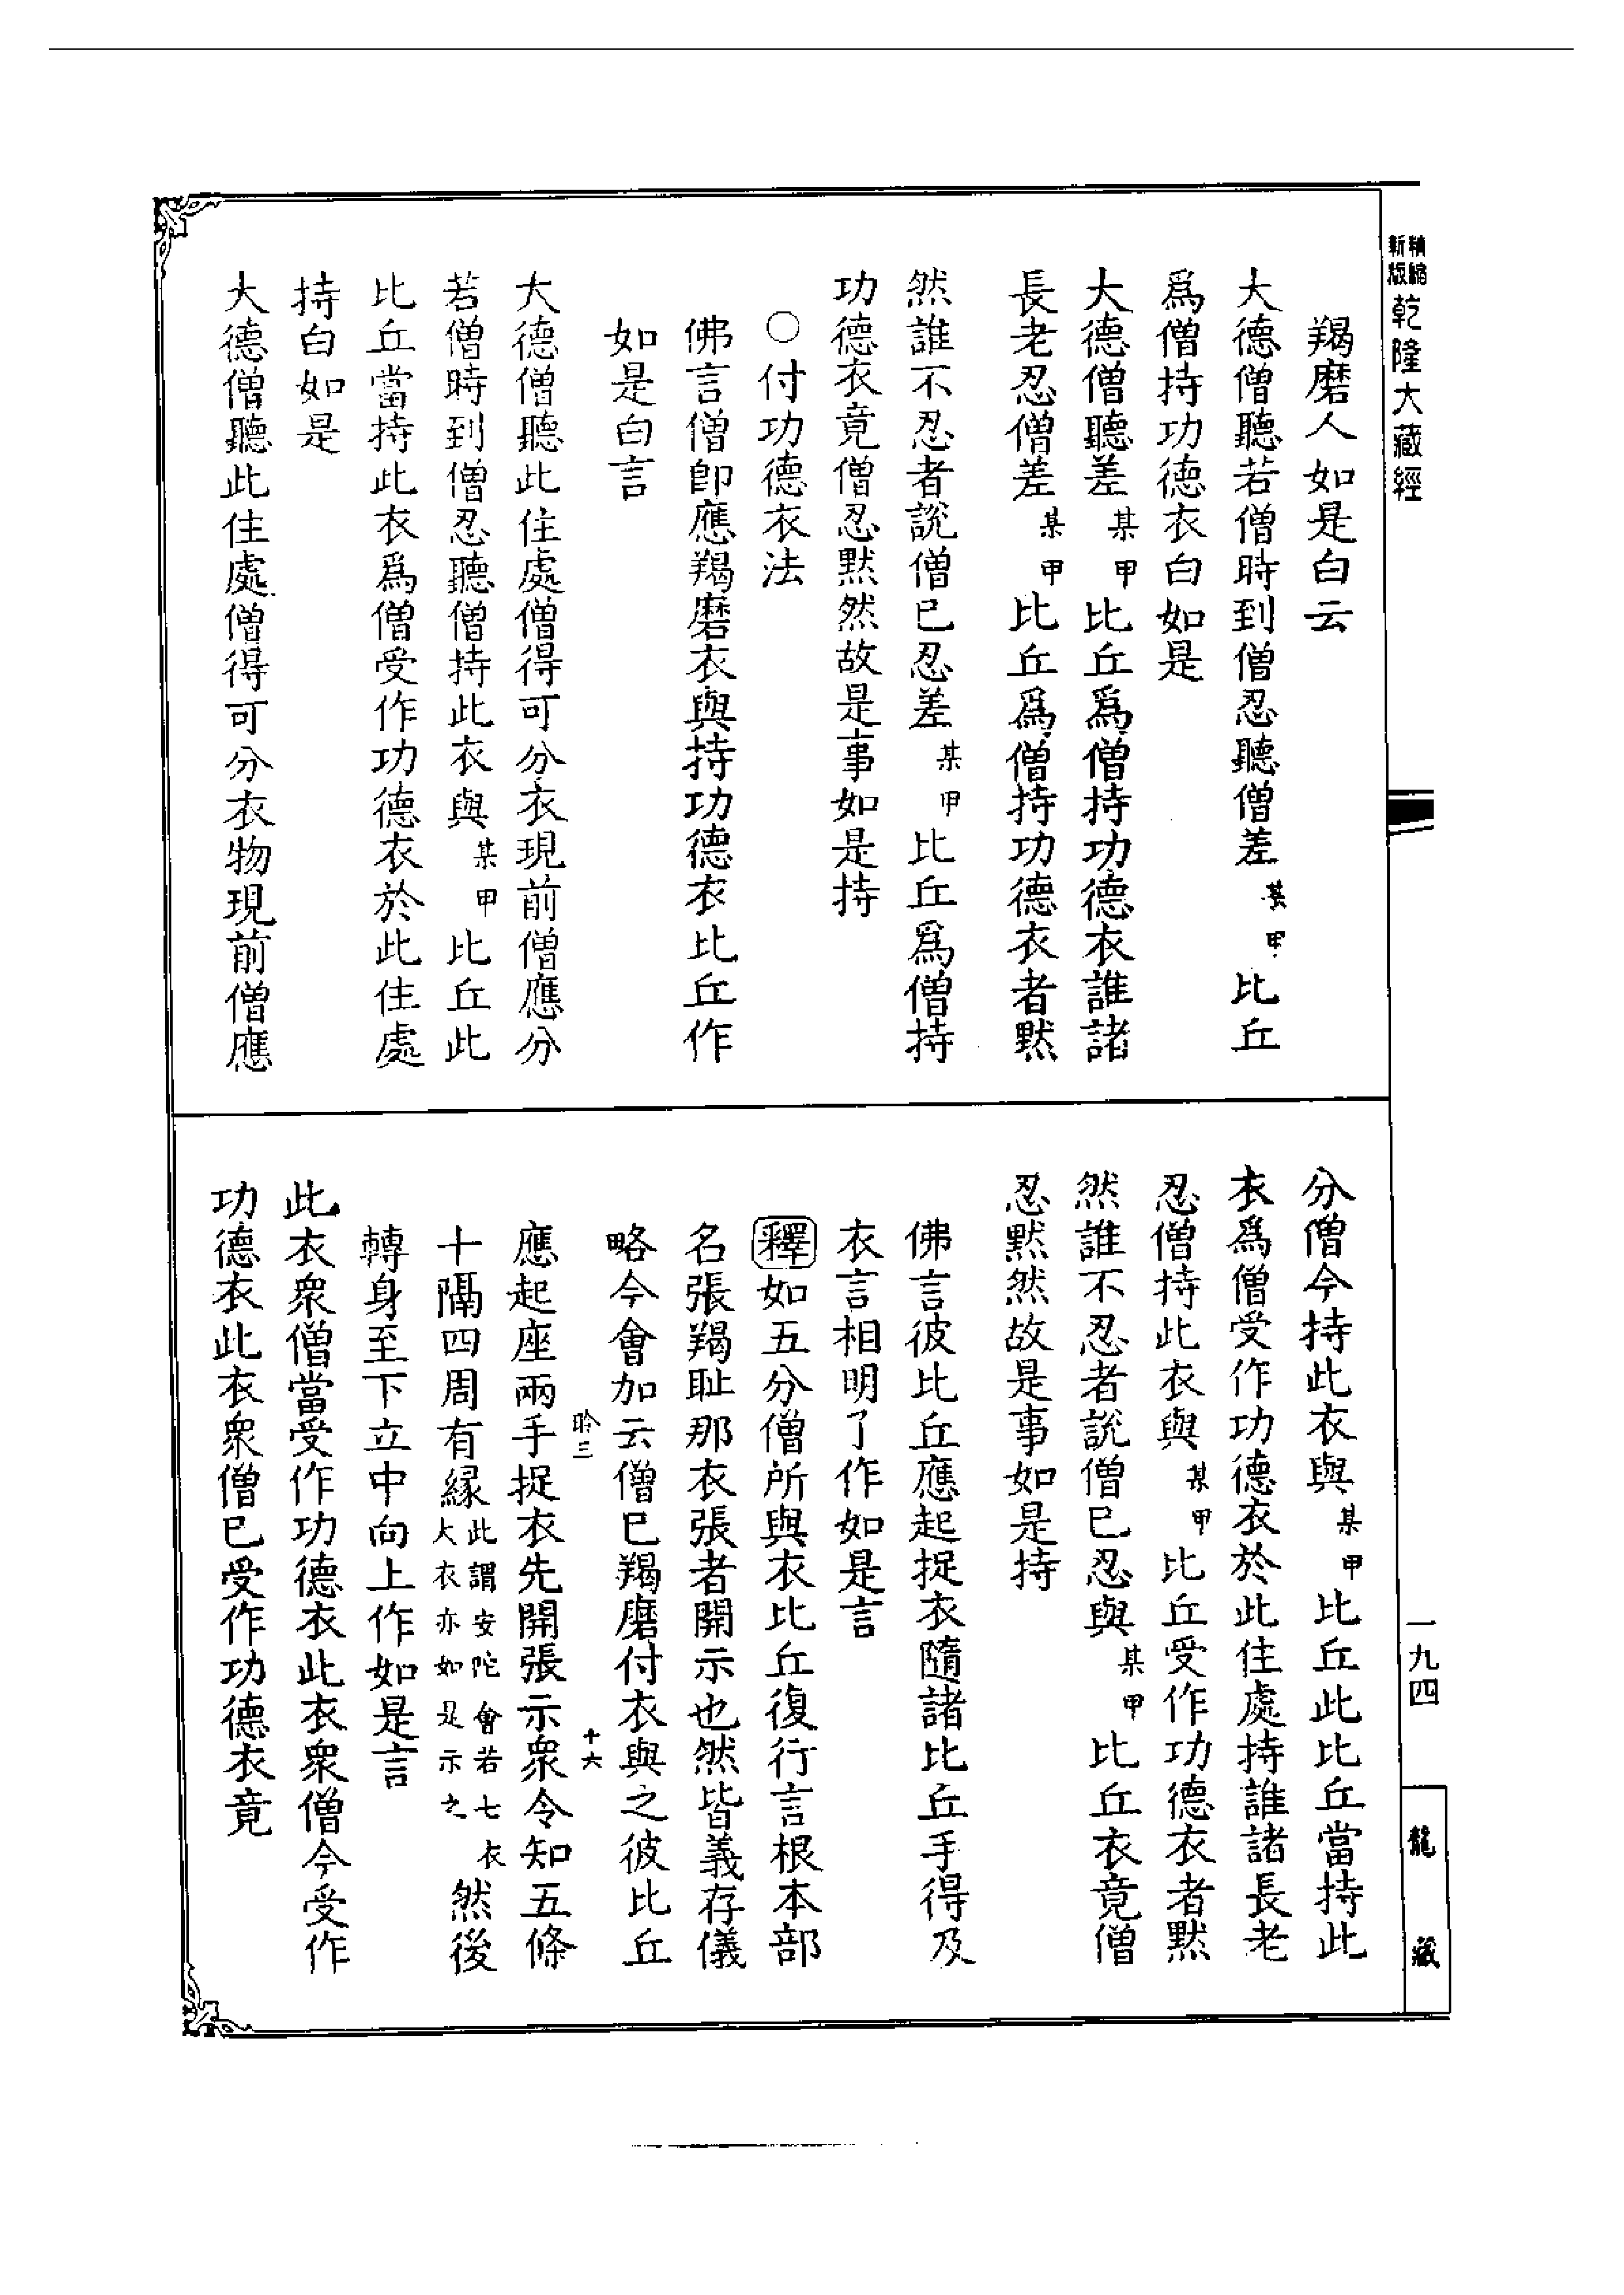 精縮
新版
乾隆大藏經
羯磨人如是白云
大德僧聽若僧時到僧忍聽僧差某甲比丘
爲僧持功德衣白如是
大德僧聽差某甲比丘爲僧持功德衣誰諸
長老忍僧差某甲比丘爲僧持功德衣者默
然誰不忍者說僧已忍差某甲比丘爲僧持
功德衣竟僧忍默然故是事如是持
○付功德衣法
佛言僧卽應羯磨衣與持功德衣比丘作
如是白言
大德僧聽此住處僧得可分衣現前僧應分
若僧時到僧忍聽僧持此衣與某甲比丘此
比丘當持此衣爲僧受作功德衣於此住處
持白如是
大德僧聽此住處僧得可分衣物現前僧應
一九四
龍藏
分僧今持此衣與某甲比丘此比丘當持此
衣爲僧受作功德衣於此住處持誰諸長老
忍僧持此衣與某甲比丘受作功德衣者默
然誰不忍者說僧已忍與某甲比丘衣竟僧
忍默然故是事如是持
佛言彼比丘應起捉衣隨諸比丘手得及
衣言相明了作如是言
釋如五分僧所與衣比丘復行言根本部
名張羯恥那衣張者開示也然皆義存儀
略今會加云僧已羯磨付衣與之彼比丘
昑三
十六
應起座兩手捉衣先開張示衆令知五條
十隔四周有緣此謂安陀會若七衣大衣亦如是示之然後
轉身至下立中向上作如是言
此衣衆僧當受作功德衣此衣衆僧今受作
功德衣此衣衆僧已受作功德衣竟